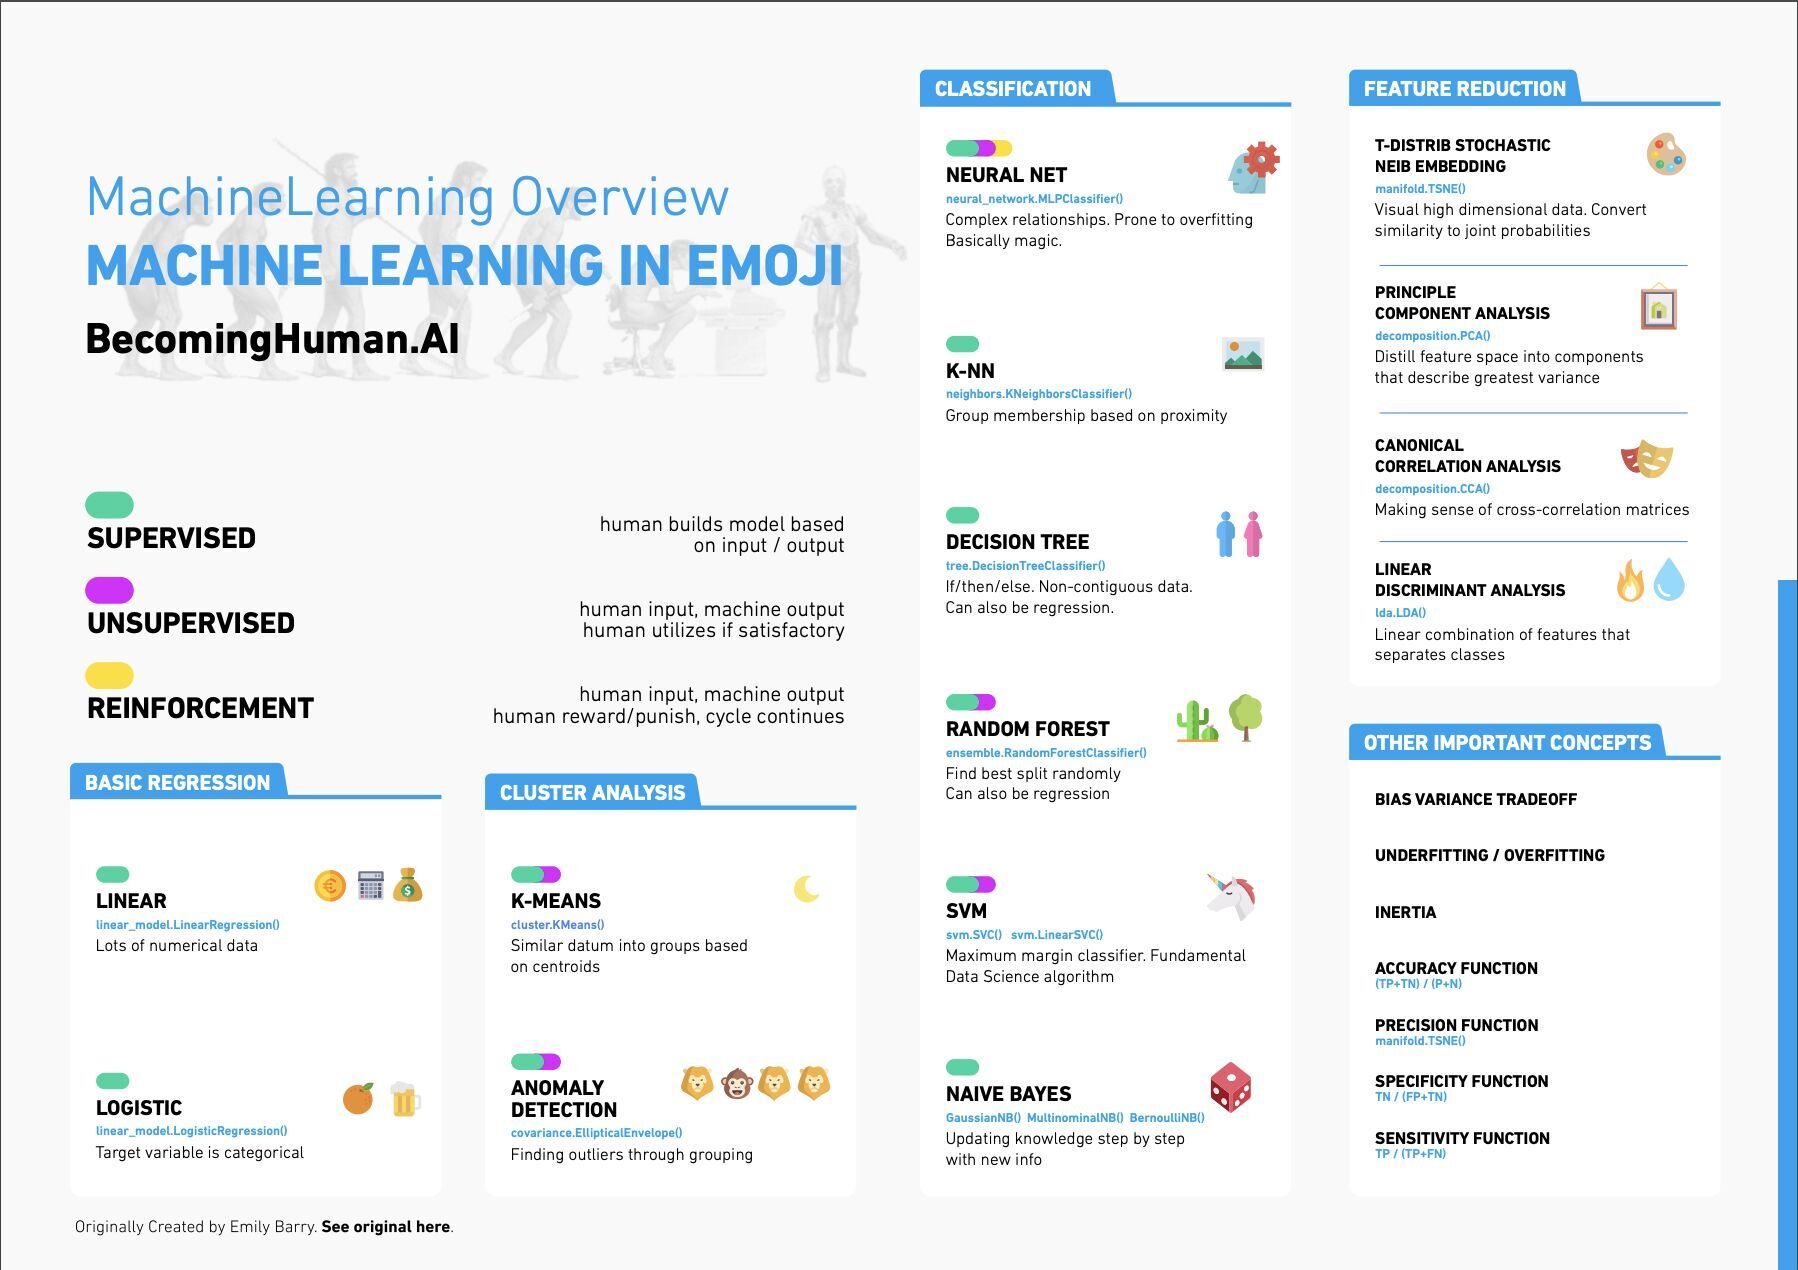 MachineLearning Overview
MACHINE LEARNING IN EMOJI
BecomingHuman.AI
SUPERVISED
human builds model based
on input / output
UNSUPERVISED
human input, machine output
human utilizes if satisfactory
REINFORCEMENT
human input, machine output
human reward/punish, cycle continues
BASIC REGRESSION
LINEAR
linear_model.LinearRegression()
Lots of numerical data
LOGISTIC
linear_model.LogisticRegression()
Target variable is categorical
CLUSTER ANALYSIS
K-MEANS
cluster.KMeans()
Similar datum into groups based
on centroids
ANOMALY
DETECTION
covariance.EllipticalEnvelope()
Finding outliers through grouping
CLASSIFICATION
NEURAL NET
neural_network.MLPClassifier()
Complex relationships. Prone to overfitting
Basically magic.
K-NN
neighbors.KNeighborsClassifier()
Group membership based on proximity
DECISION TREE
tree.DecisionTreeClassifier()
If/then/else. Non-contiguous data.
Can also be regression.
RANDOM FOREST
ensemble.RandomForestClassifier()
Find best split randomly
Can also be regression
SVM
svm.SVC() svm.LinearSVC()
Maximum margin classifier. Fundamental
Data Science algorithm
NAIVE BAYES
GaussianNB() MultinominalNB() BernoulliNB()
Updating knowledge step by step
with new info
FEATURE REDUCTION
T-DISTRIB STOCHASTIC
NEIB EMBEDDING
manifold.TSNE()
Visual high dimensional data. Convert
similarity to joint probabilities
PRINCIPLE
COMPONENT ANALYSIS
decomposition.PCA()
Distill feature space into components
that describe greatest variance
CANONICAL
CORRELATION ANALYSIS
decomposition.CCA()
Making sense of cross-correlation matrices
LINEAR
DISCRIMINANT ANALYSIS
lda.LDA()
Linear combination of features that
separates classes
OTHER IMPORTANT CONCEPTS
BIAS VARIANCE TRADEOFF
UNDERFITTING / OVERFITTING
INERTIA
ACCURACY FUNCTION
(TP+TN) / (P+N)
PRECISION FUNCTION
manifold.TSNE()
SPECIFICITY FUNCTION
TN / (FP+TN)
SENSITIVITY FUNCTION
TP / (TP+FN)
Originally Created by Emily Barry. See original here.